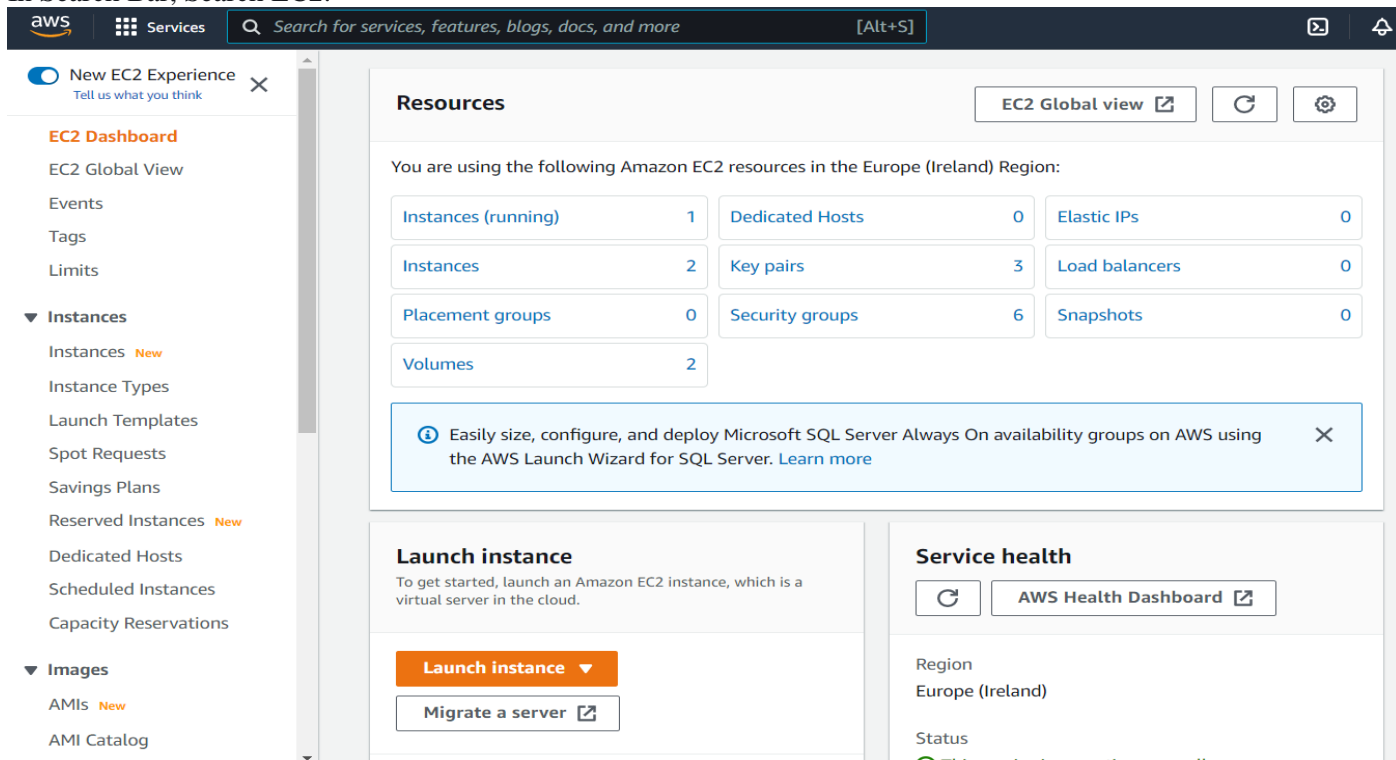 In Search Bar, Search EC2.
aws
Services
Search for services, features, blogs, docs, and more
[Alt+S]
New EC2 Experience
Tell us what you think
EC2 Dashboard
EC2 Global View
Events
Tags
Limits
Instances
Instances New
Instance Types
Launch Templates
Spot Requests
Savings Plans
Reserved Instances New
Dedicated Hosts
Scheduled Instances
Capacity Reservations
Images
AMIs New
AMI Catalog
Resources
EC2 Global view
You are using the following Amazon EC2 resources in the Europe (Ireland) Region:
Instances (running) 1
Dedicated Hosts 0
Elastic IPs 0
Instances 2
Key pairs 3
Load balancers 0
Placement groups 0
Security groups 6
Snapshots 0
Volumes 2
Easily size, configure, and deploy Microsoft SQL Server Always On availability groups on AWS using
the AWS Launch Wizard for SQL Server. Learn more
Launch instance
To get started, launch an Amazon EC2 instance, which is a
virtual server in the cloud.
Launch instance
Migrate a server
Service health
AWS Health Dashboard
Region
Europe (Ireland)
Status